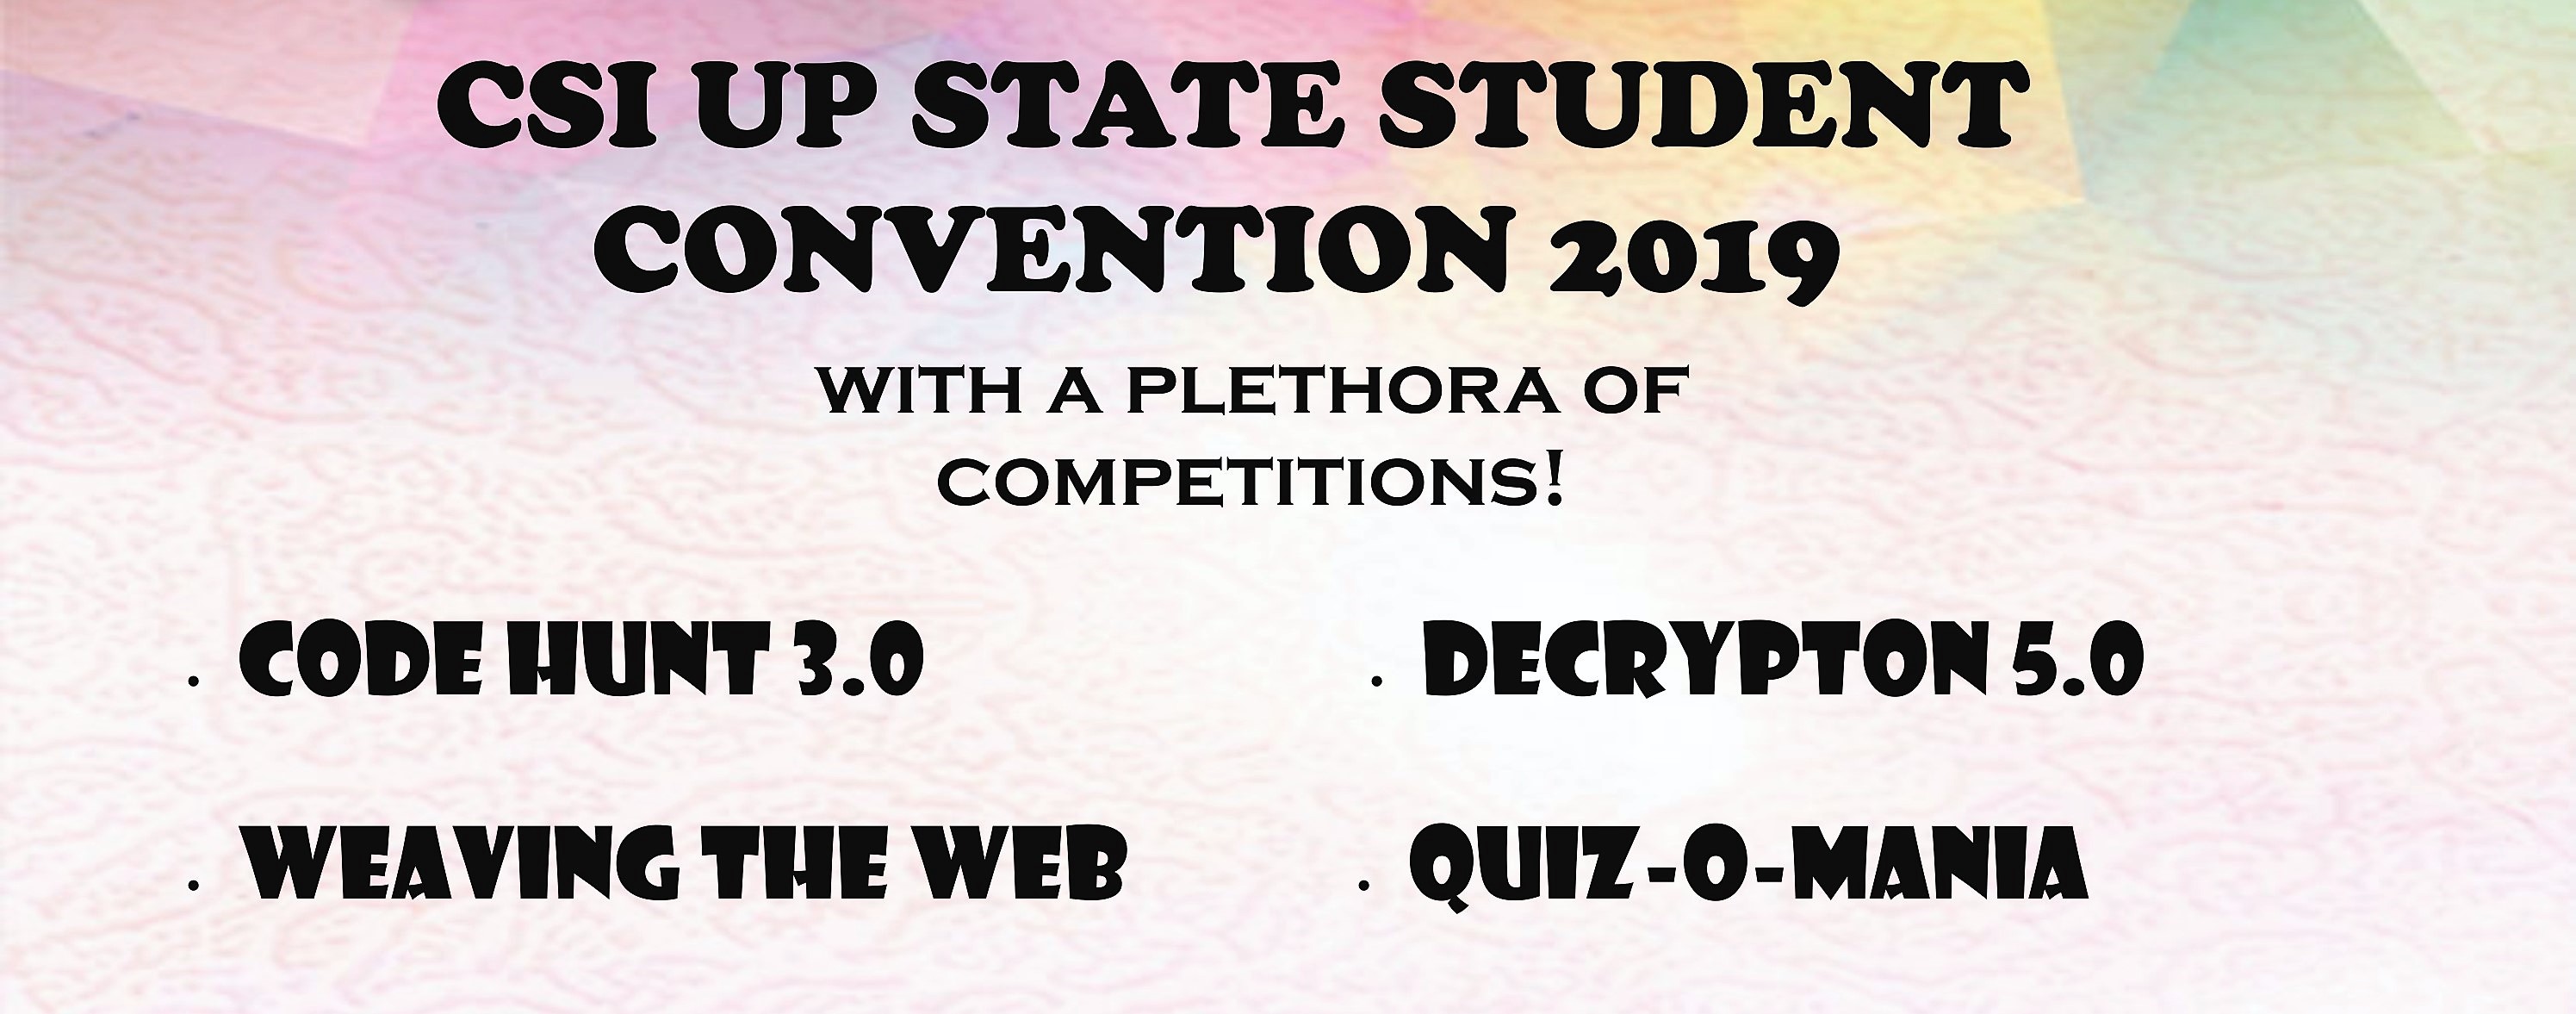 CSI UP STATE STUDENT
CONVENTION 2019
WITH A PLETHORA OF
COMPETITIONS!
. CODE HUNT 3.0
. DECRYPTON 5.0
. WEAVING THE WEB
. QUIZ-O-MANIA